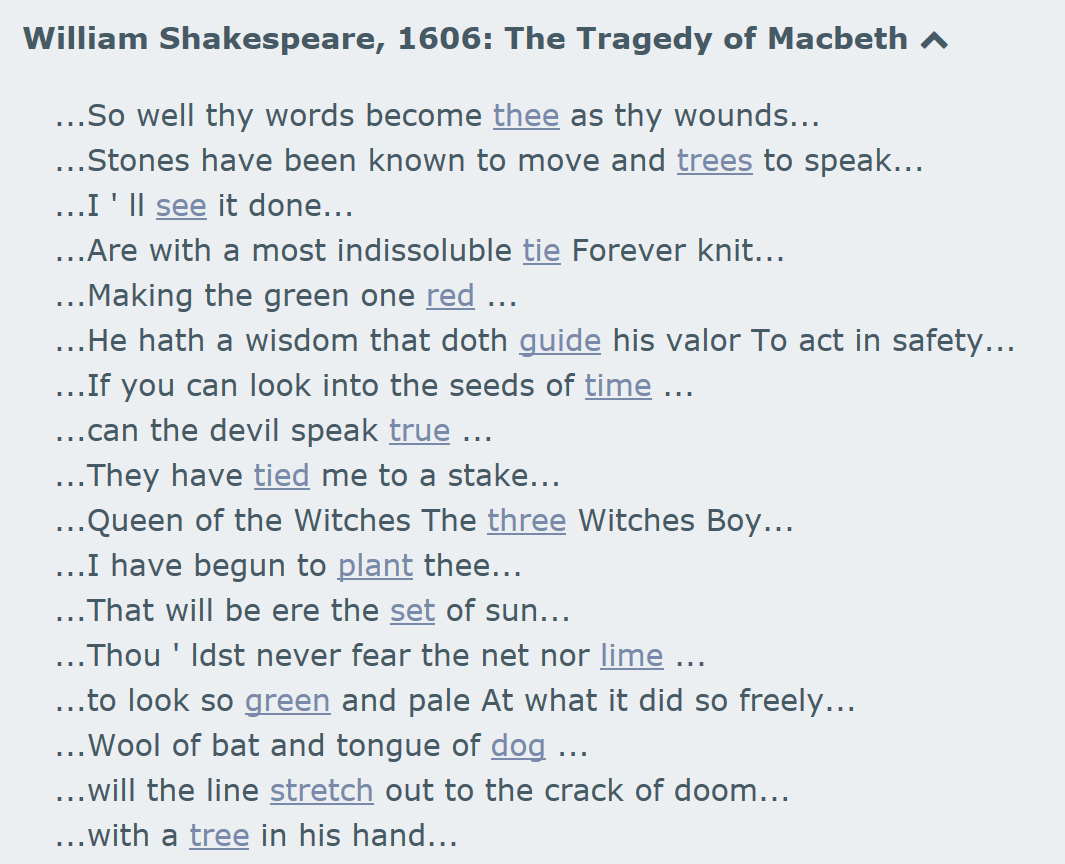 William Shakespeare, 1606: The Tragedy of Macbeth
...So well thy words become thee as thy wounds...
...Stones have been known to move and trees to speak...
...I ' ll see it done...
...Are with a most indissoluble tie Forever knit...
...Making the green one red ...
...He hath a wisdom that doth guide his valor To act in safety...
...If you can look into the seeds of time ...
...can the devil speak true ...
...They have tied me to a stake...
...Queen of the Witches The three Witches Boy...
...I have begun to plant thee...
...That will be ere the set of sun...
...Thou ' ldst never fear the net nor lime ...
...to look so green and pale At what it did so freely...
...Wool of bat and tongue of dog ...
...will the line stretch out to the crack of doom...
...with a tree in his hand...